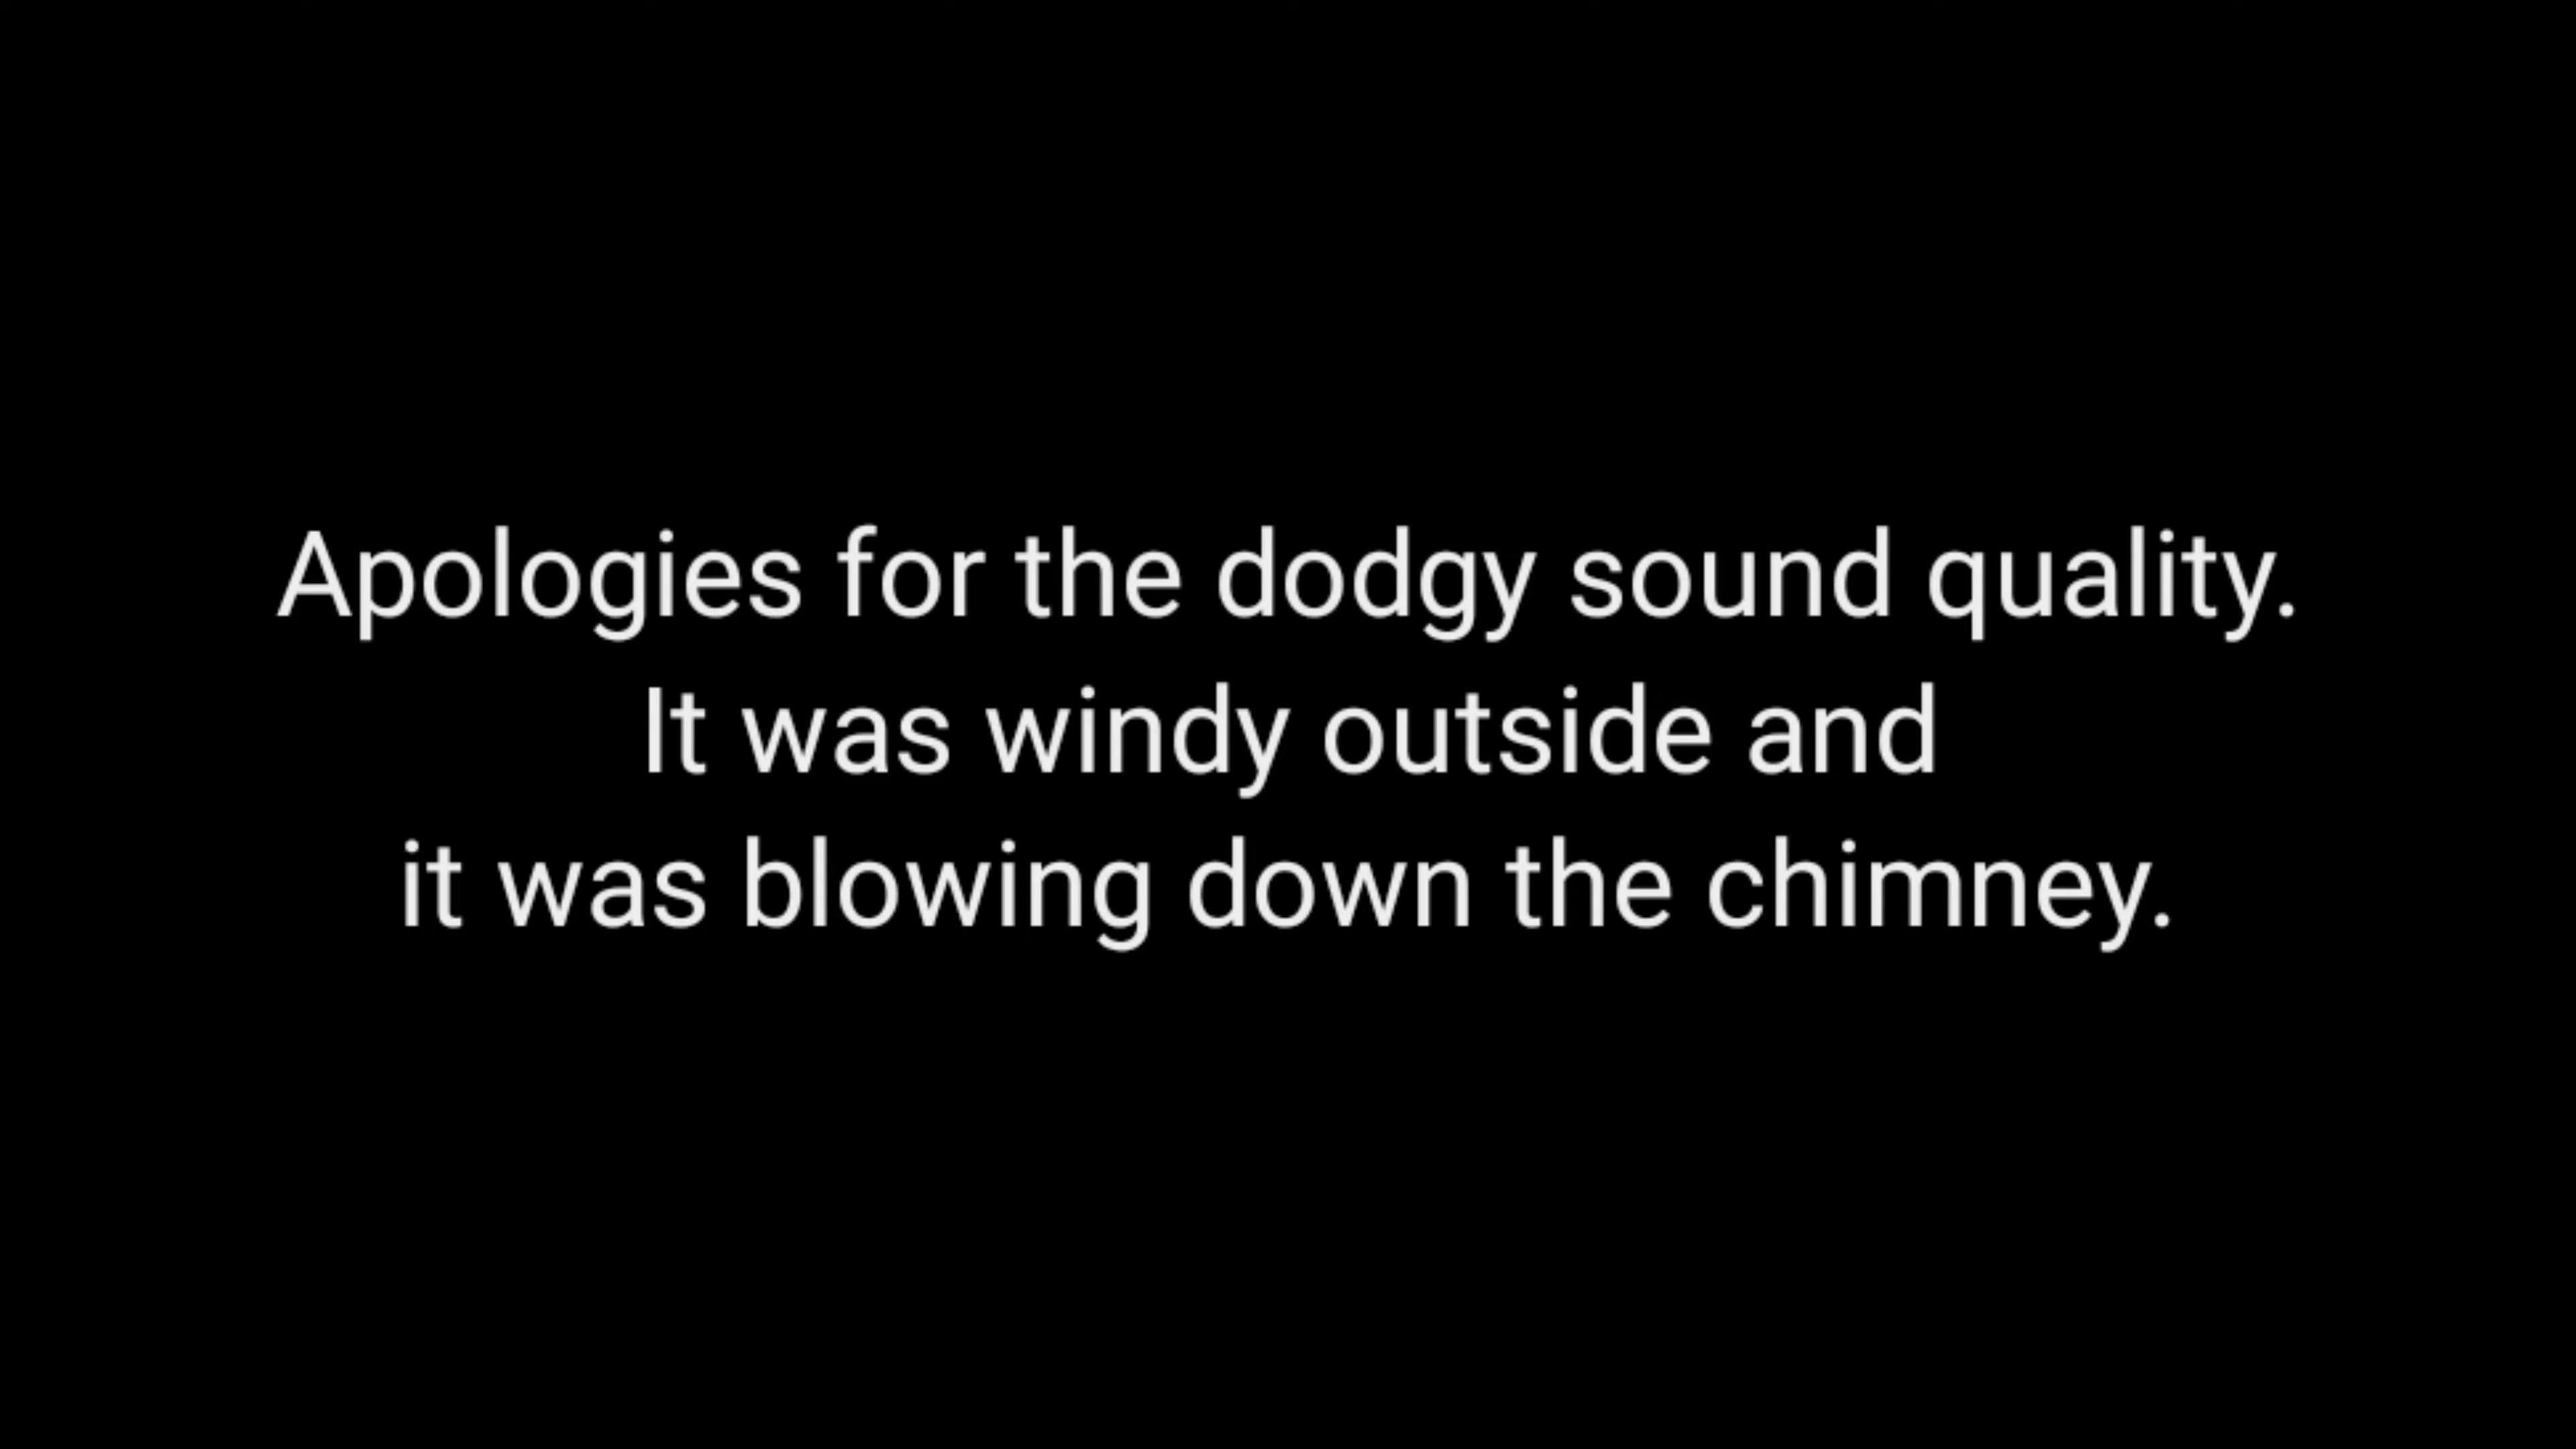 Apologies for the dodgy sound quality.
It was windy outside and
it was blowing down the chimney.